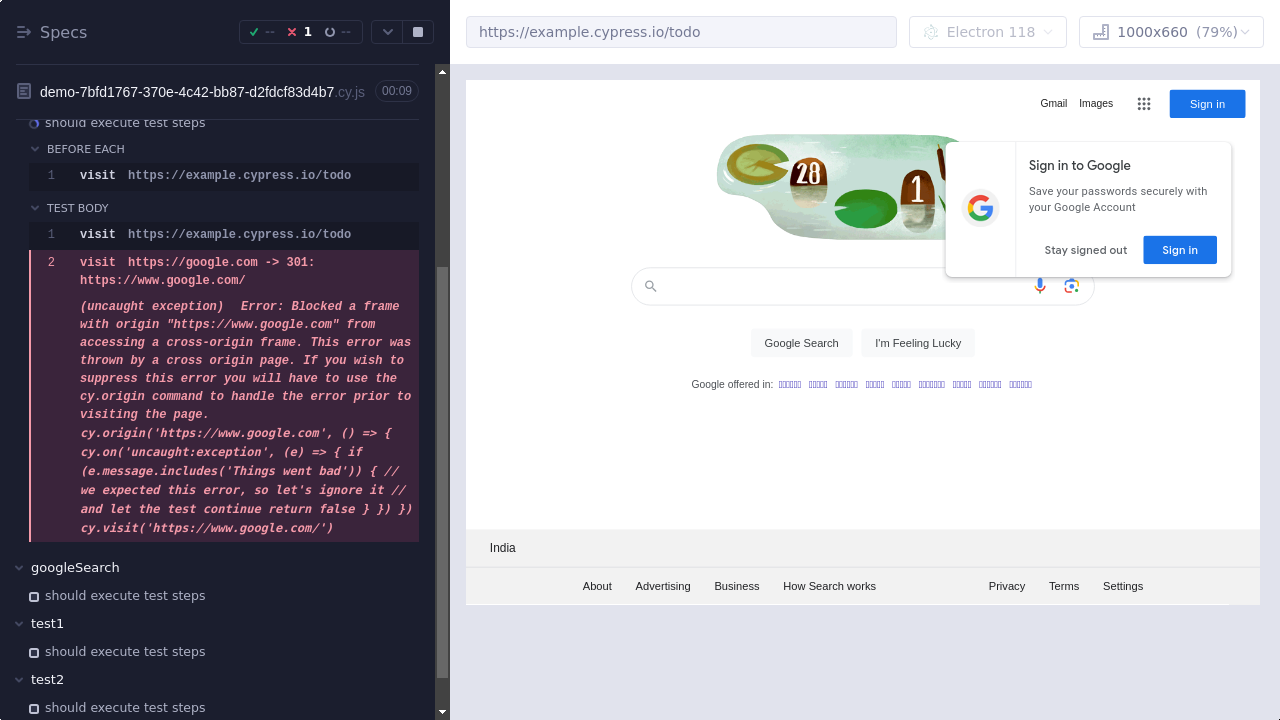 Specs
--
1
--
demo-7bfd1767-370e-4c42-bb87-d2fdcf83d4b7.cy.js
00:09
should execute test steps
BEFORE EACH
1 visit https://example.cypress.io/todo
TEST BODY
1 visit https://example.cypress.io/todo
2 visit https://google.com -> 301:
https://www.google.com/
(uncaught exception) Error: Blocked a frame
with origin "https://www.google.com" from
accessing a cross-origin frame. This error was
thrown by a cross origin page. If you wish to
suppress this error you will have to use the
cy.origin command to handle the error prior to
visiting the page.
cy.origin('https://www.google.com', () => {
cy.on('uncaught:exception', (e) => { if
(e.message.includes('Things went bad')) { //
we expected this error, so let's ignore it //
and let the test continue return false } }) })
cy.visit('https://www.google.com/')
googleSearch
should execute test steps
test1
should execute test steps
test2
should execute test steps
https://example.cypress.io/todo
Electron 118
1000x660 (79%)
Gmail Images
Sign in
28
1
Sign in to Google
Save your passwords securely with
your Google Account
Stay signed out
Sign in
Google Search
I'm Feeling Lucky
Google offered in:
India
About Advertising Business How Search works
Privacy Terms Settings